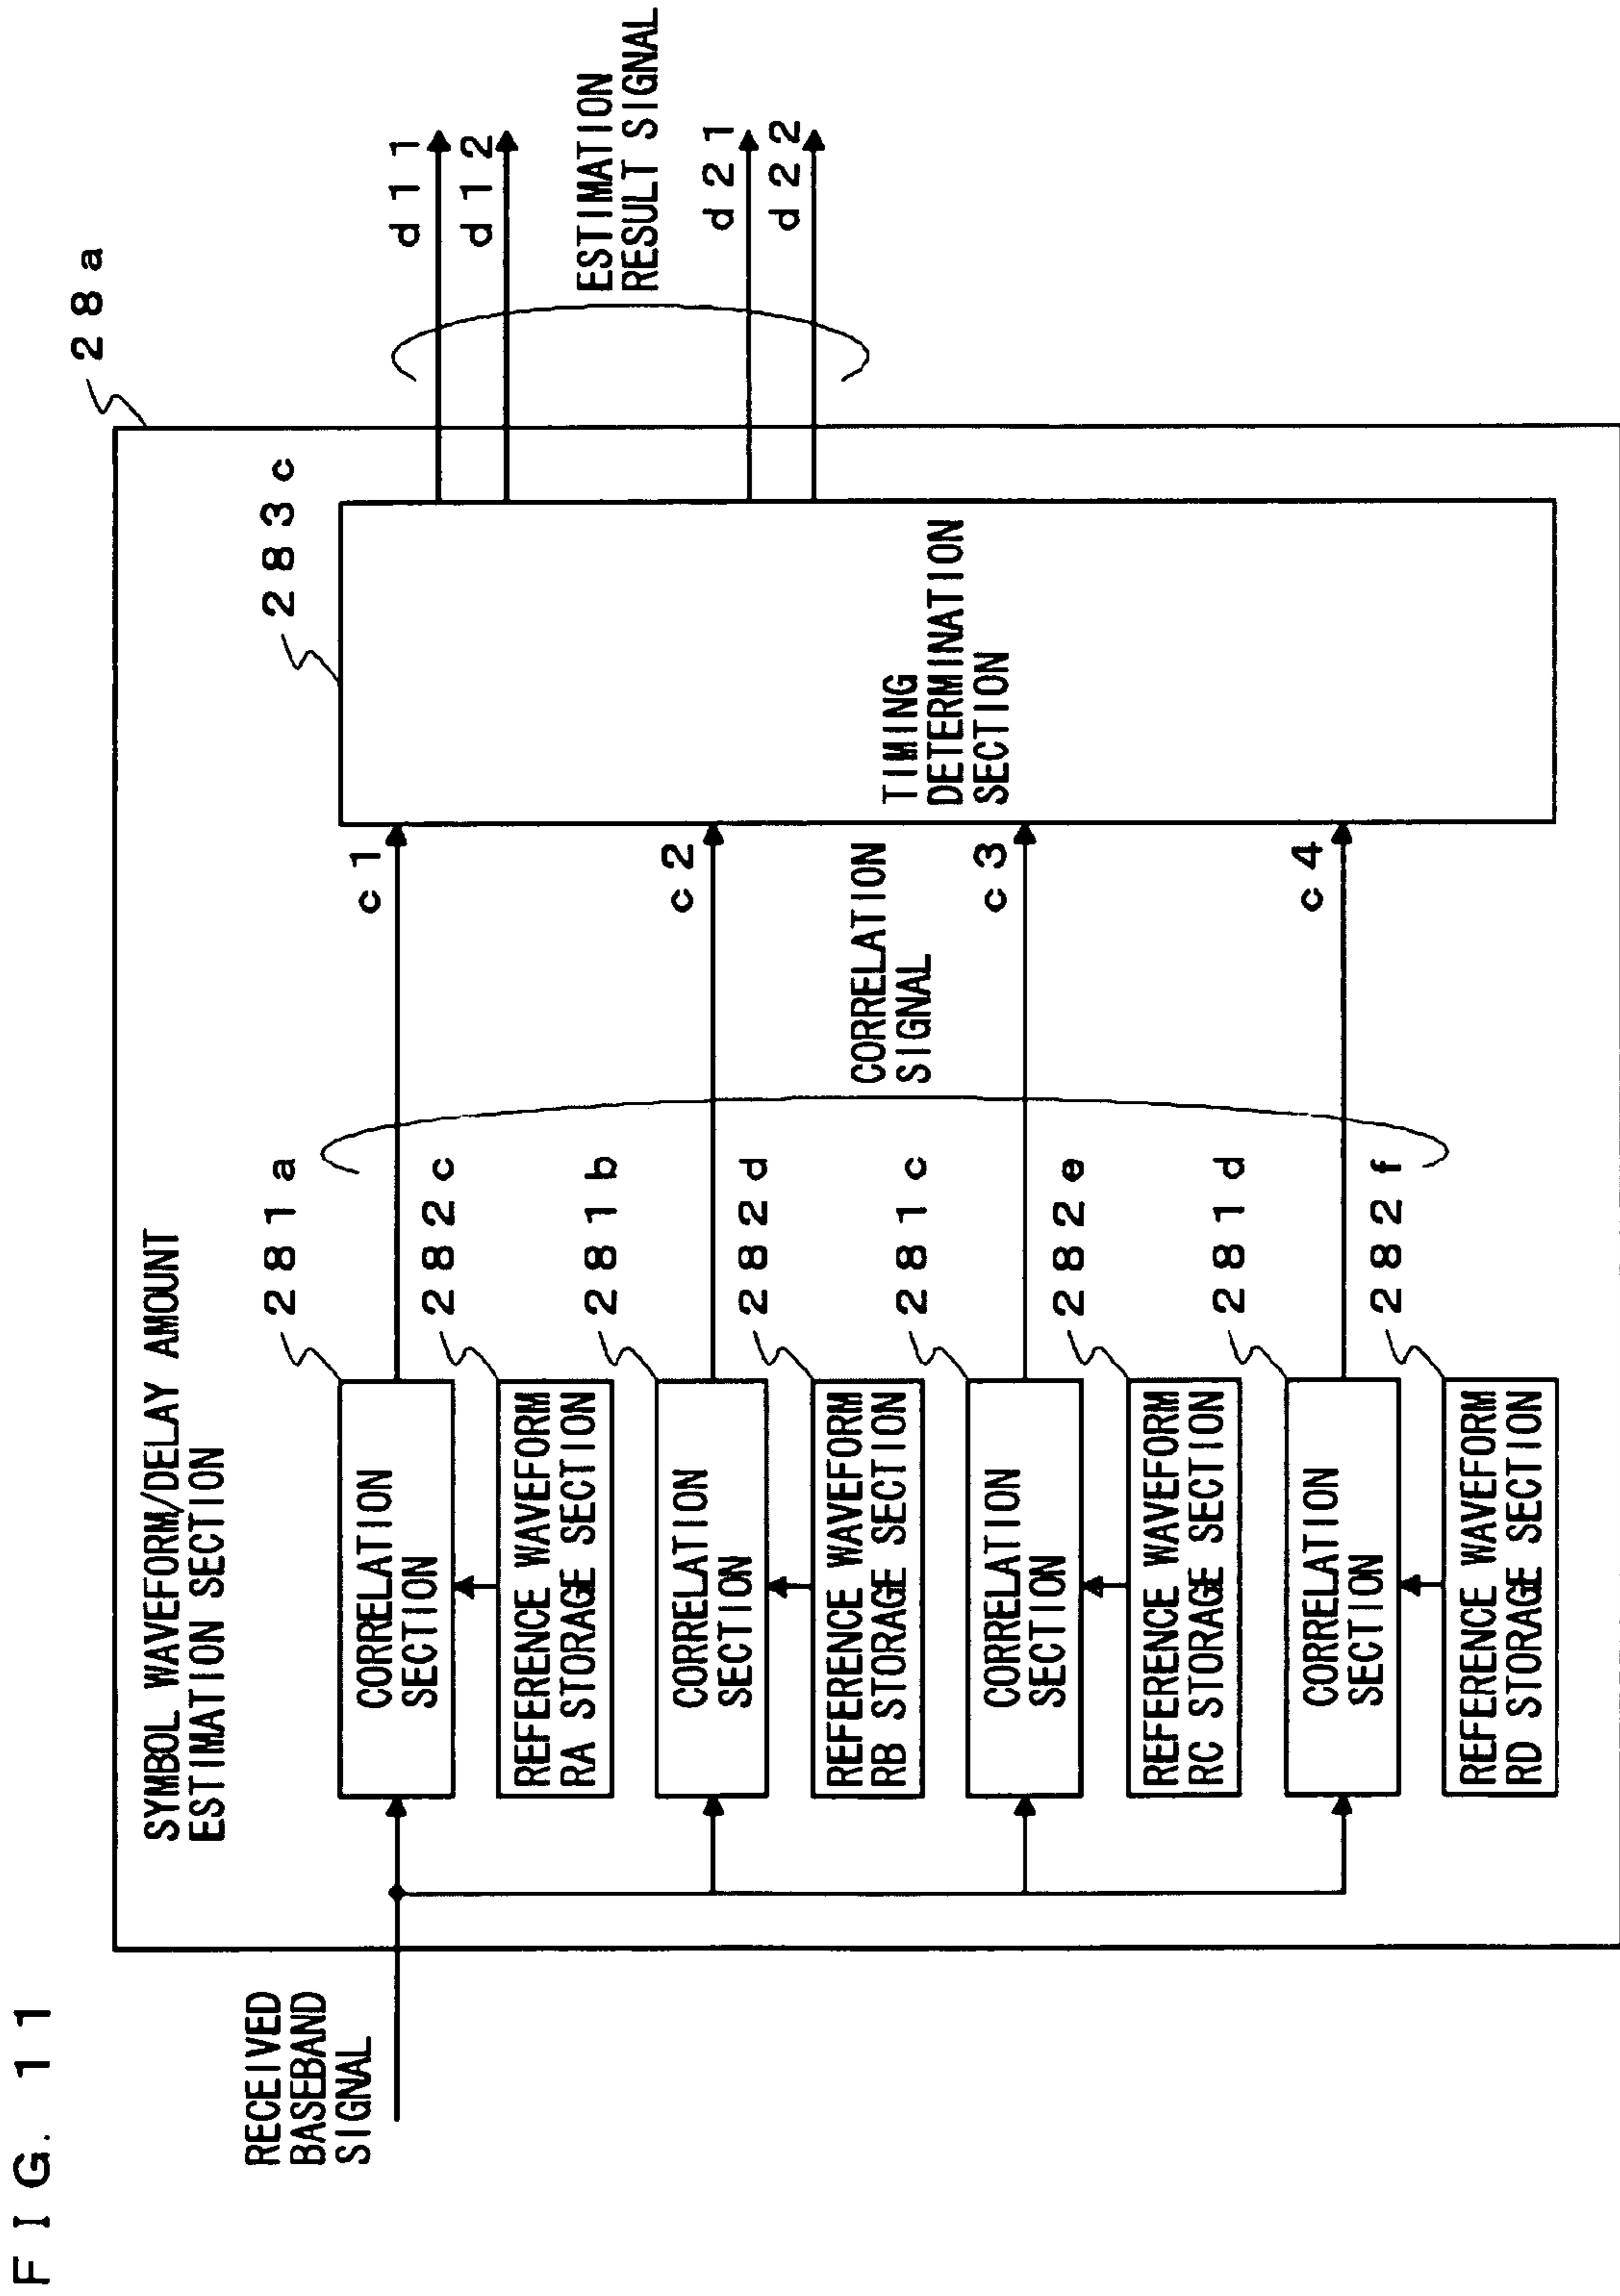 FIG. 11
28a
SYMBOL WAVEFORM/DELAY AMOUNT
ESTIMATION SECTION
RECEIVED
BASEBAND
SIGNAL
281a
CORRELATION
SECTION
282c
REFERENCE WAVEFORM
RA STORAGE SECTION
281b
CORRELATION
SECTION
282d
REFERENCE WAVEFORM
RB STORAGE SECTION
281c
CORRELATION
SECTION
282e
REFERENCE WAVEFORM
RC STORAGE SECTION
281d
CORRELATION
SECTION
282f
REFERENCE WAVEFORM
RD STORAGE SECTION
c1
c2
CORRELATION
SIGNAL
c3
c4
283c
TIMING
DETERMINATION
SECTION
d11
d12
ESTIMATION
RESULT SIGNAL
d21
d22